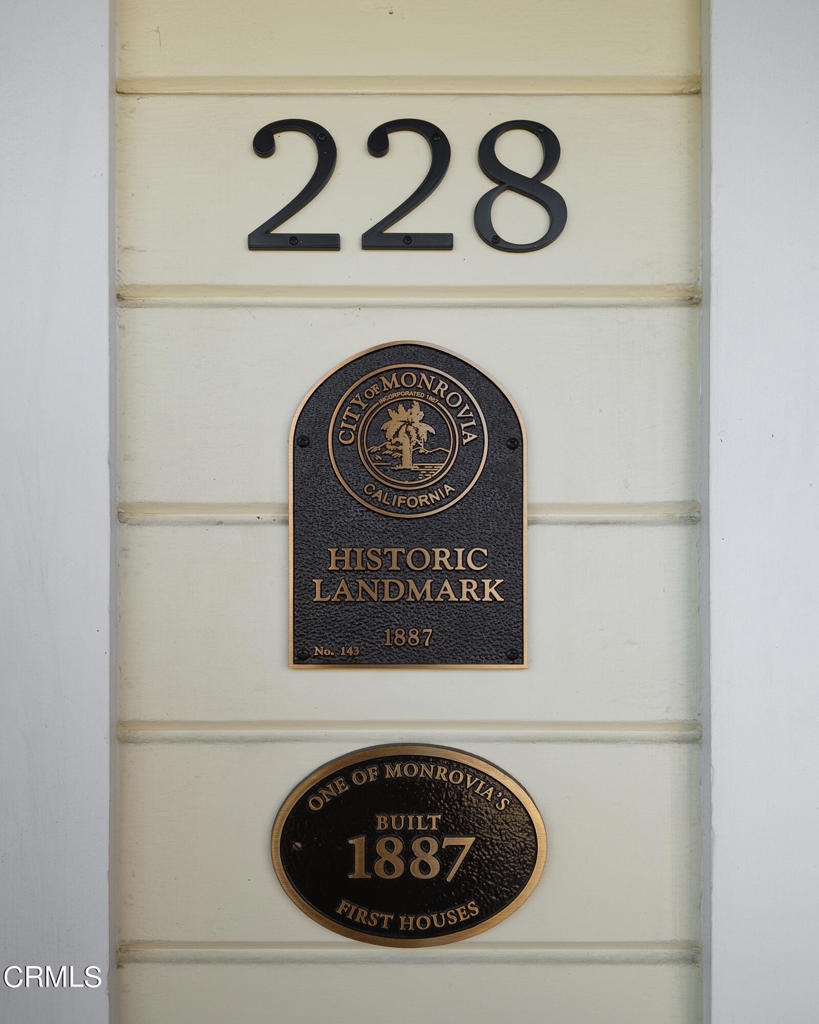 228
CITY OF MONROVIA
INCORPORATED 1887
CALIFORNIA
HISTORIC
LANDMARK
1887
No. 143
ONE OF MONROVIA'S
BUILT
1887
FIRST HOUSES
CRMLS